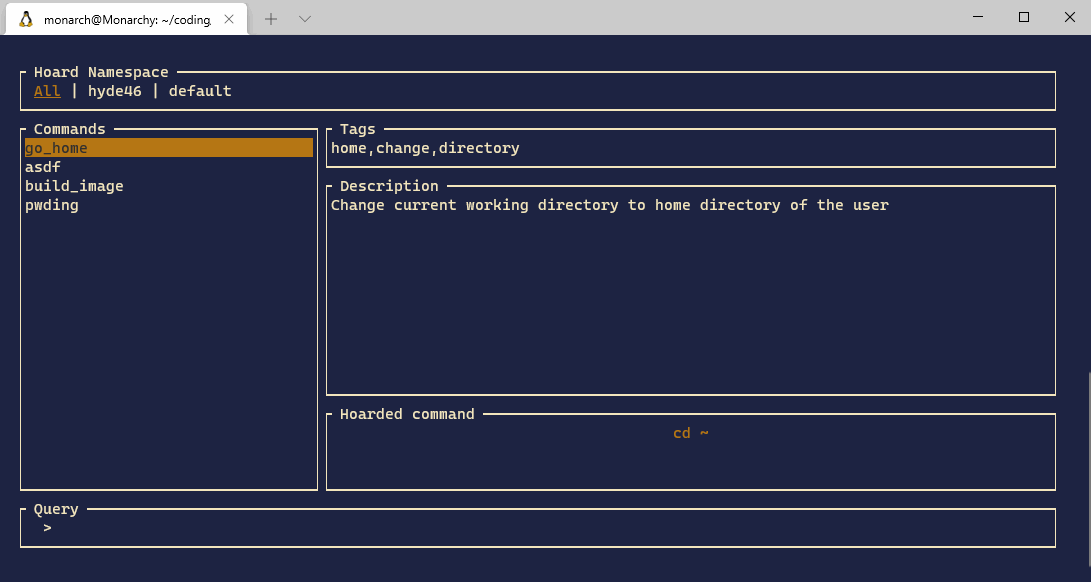 monarch@Monarchy: ~/coding
Hoard Namespace
All | hyde46 | default
Commands
go_home
asdf
build_image
pwding
Tags
home,change,directory
Description
Change current working directory to home directory of the user
Hoarded command
cd ~
Query
>